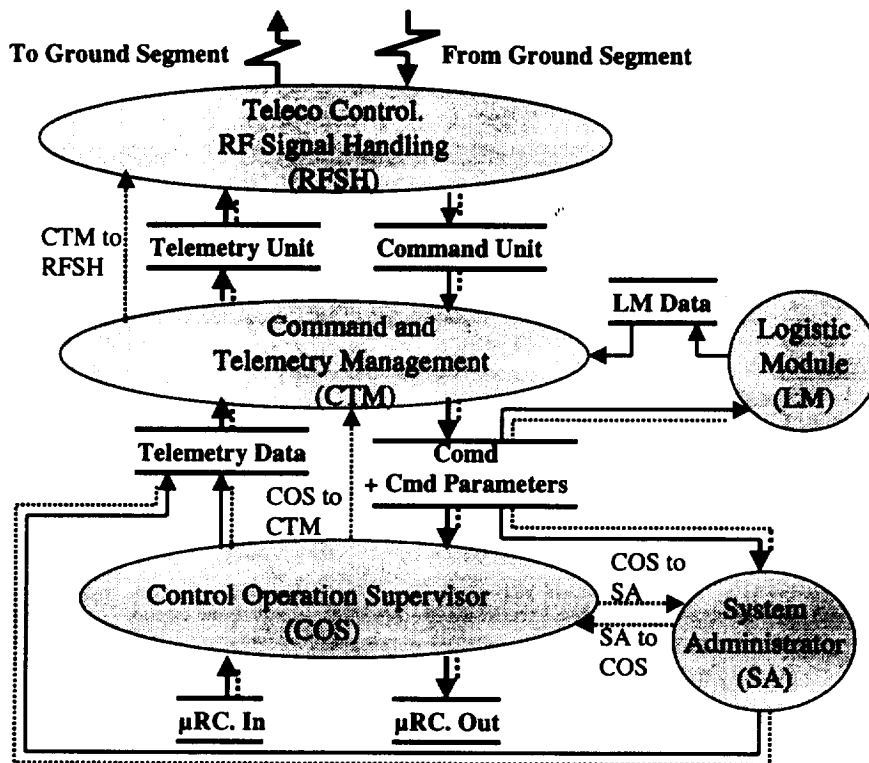 To Ground Segment
From Ground Segment
Teleco Control.
RF Signal Handling
(RFSH)
CTM to
RFSH
Telemetry Unit
Command Unit
LM Data
Command and
Telemetry Management
(CTM)
Logistic
Module
(LM)
Telemetry Data
Comd
+ Cmd Parameters
COS to
CTM
COS to
SA
Control Operation Supervisor
(COS)
SA to
COS
System
Administrator
(SA)
μRC. In
μRC. Out